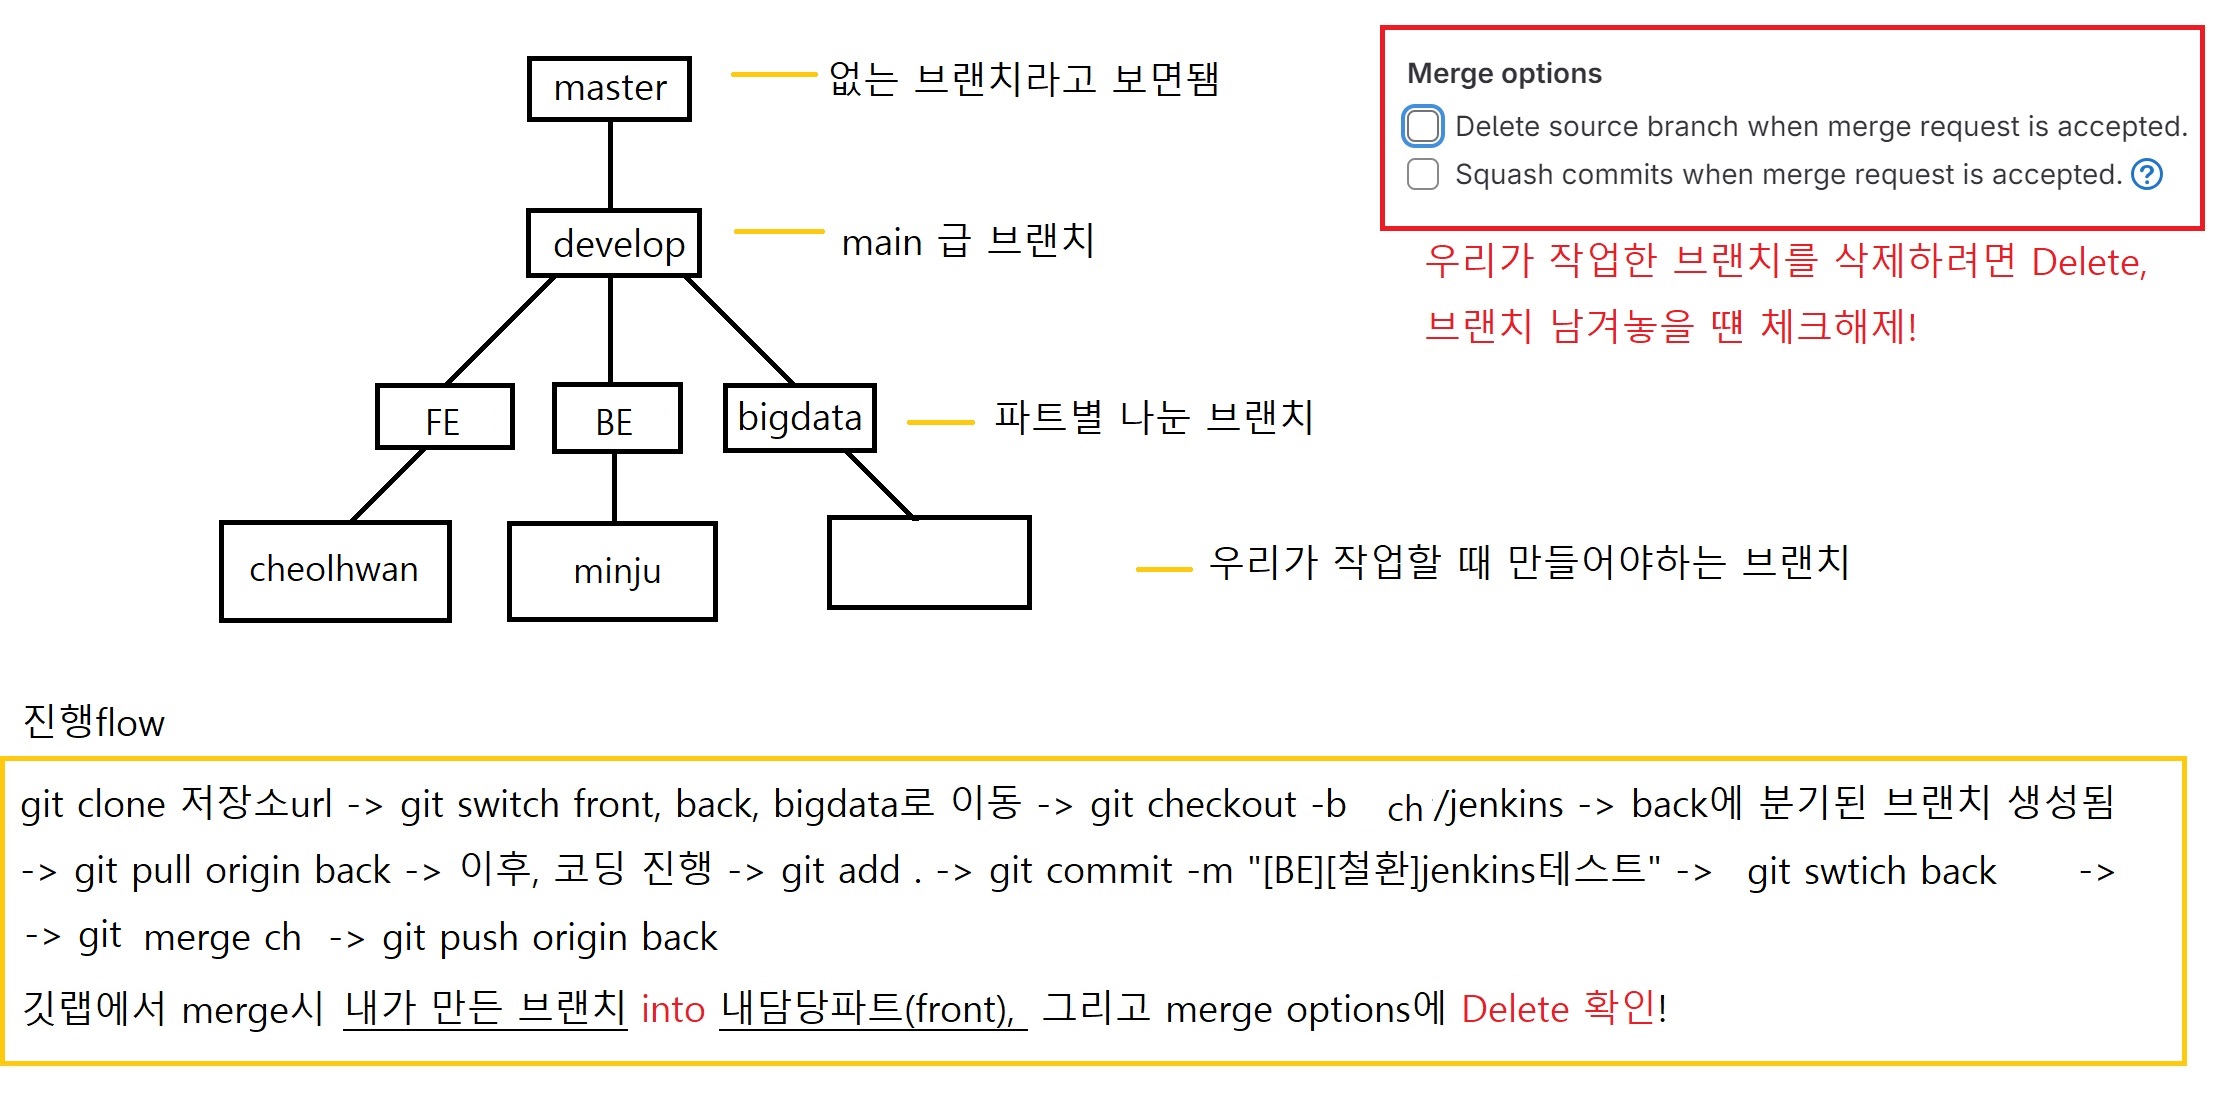 master
없는 브랜치라고 보면됌
Merge options
Delete source branch when merge request is accepted.
Squash commits when merge request is accepted. ?
우리가 작업한 브랜치를 삭제하려면 Delete,
브랜치 남겨놓을 땐 체크해제!
develop
main 급 브랜치
FE
BE
bigdata
파트별 나눈 브랜치
cheolhwan
minju
우리가 작업할 때 만들어야하는 브랜치
진행flow
git clone 저장소url -> git switch front, back, bigdata로 이동 -> git checkout -b ch /jenkins -> back에 분기된 브랜치 생성됨
-> git pull origin back -> 이후, 코딩 진행 -> git add . -> git commit -m "[BE][철환]jenkins테스트" -> git swtich back ->
-> git merge ch -> git push origin back
깃랩에서 merge시 내가 만든 브랜치 into 내담당파트(front), 그리고 merge options에 Delete 확인!